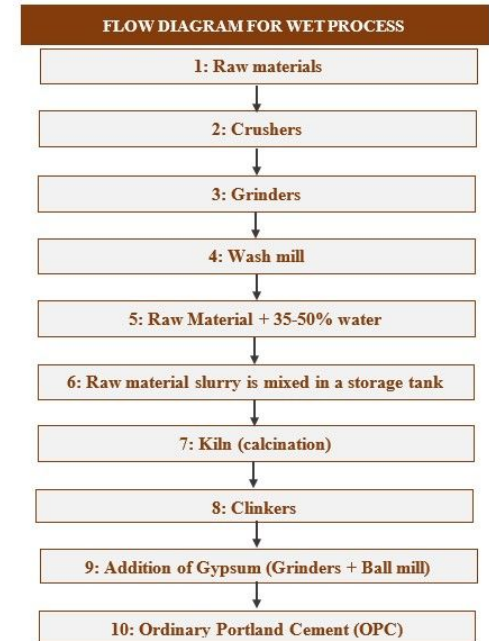 FLOW DIAGRAM FOR WET PROCESS
1: Raw materials
2: Crushers
3: Grinders
4: Wash mill
5: Raw Material + 35-50% water
6: Raw material slurry is mixed in a storage tank
7: Kiln (calcination)
8: Clinkers
9: Addition of Gypsum (Grinders + Ball mill)
10: Ordinary Portland Cement (OPC)